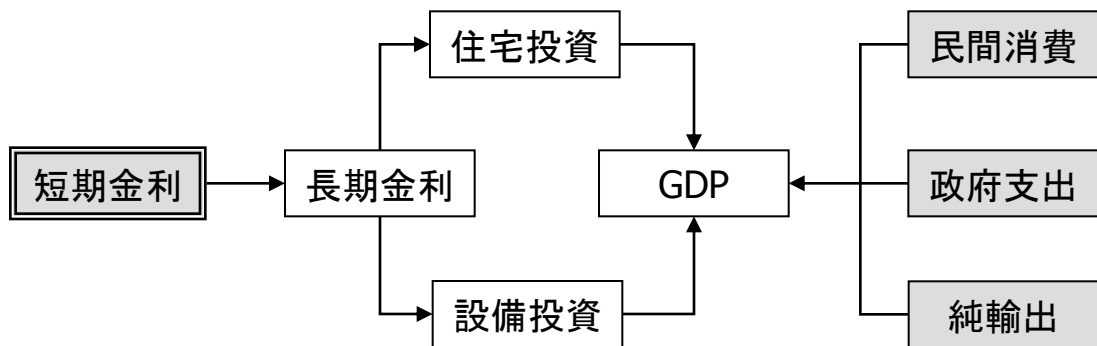 住宅投資
民間消費
短期金利
長期金利
GDP
政府支出
設備投資
純輸出